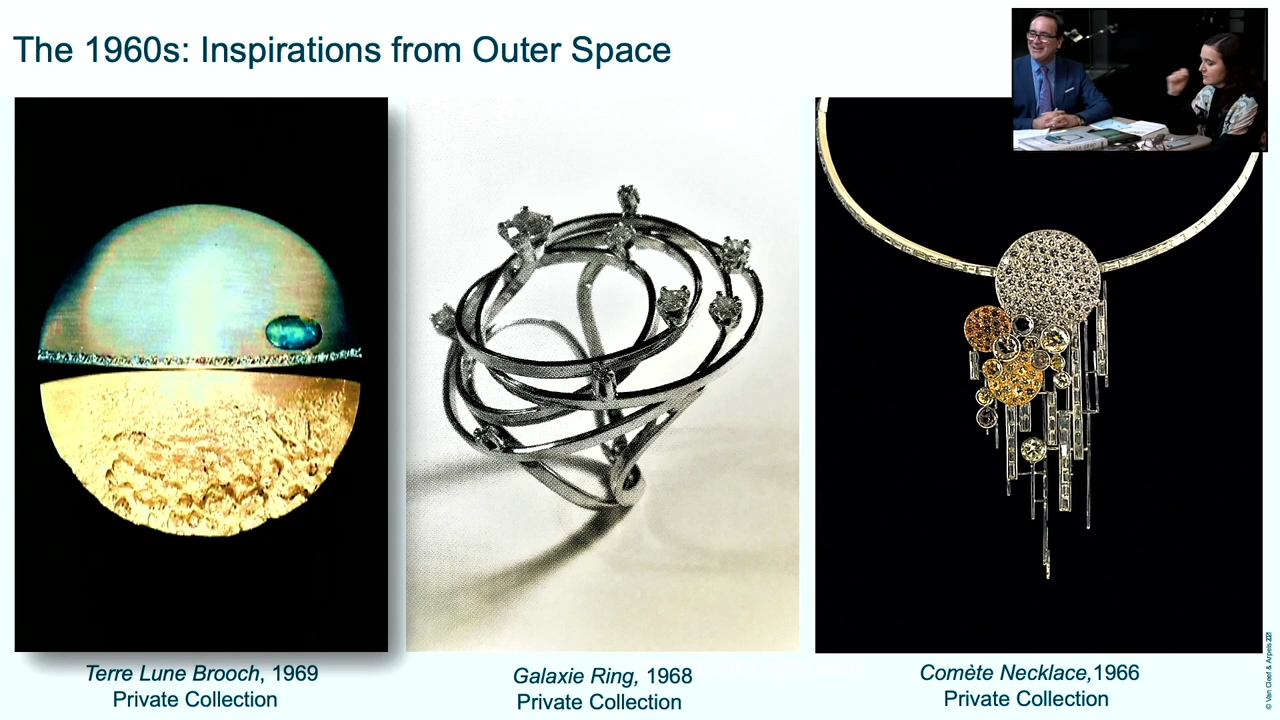 The 1960s: Inspirations from Outer Space
Terre Lune Brooch, 1969
Private Collection
Galaxie Ring, 1968
Private Collection
Comète Necklace,1966
Private Collection
© Van Cleef & Arpels